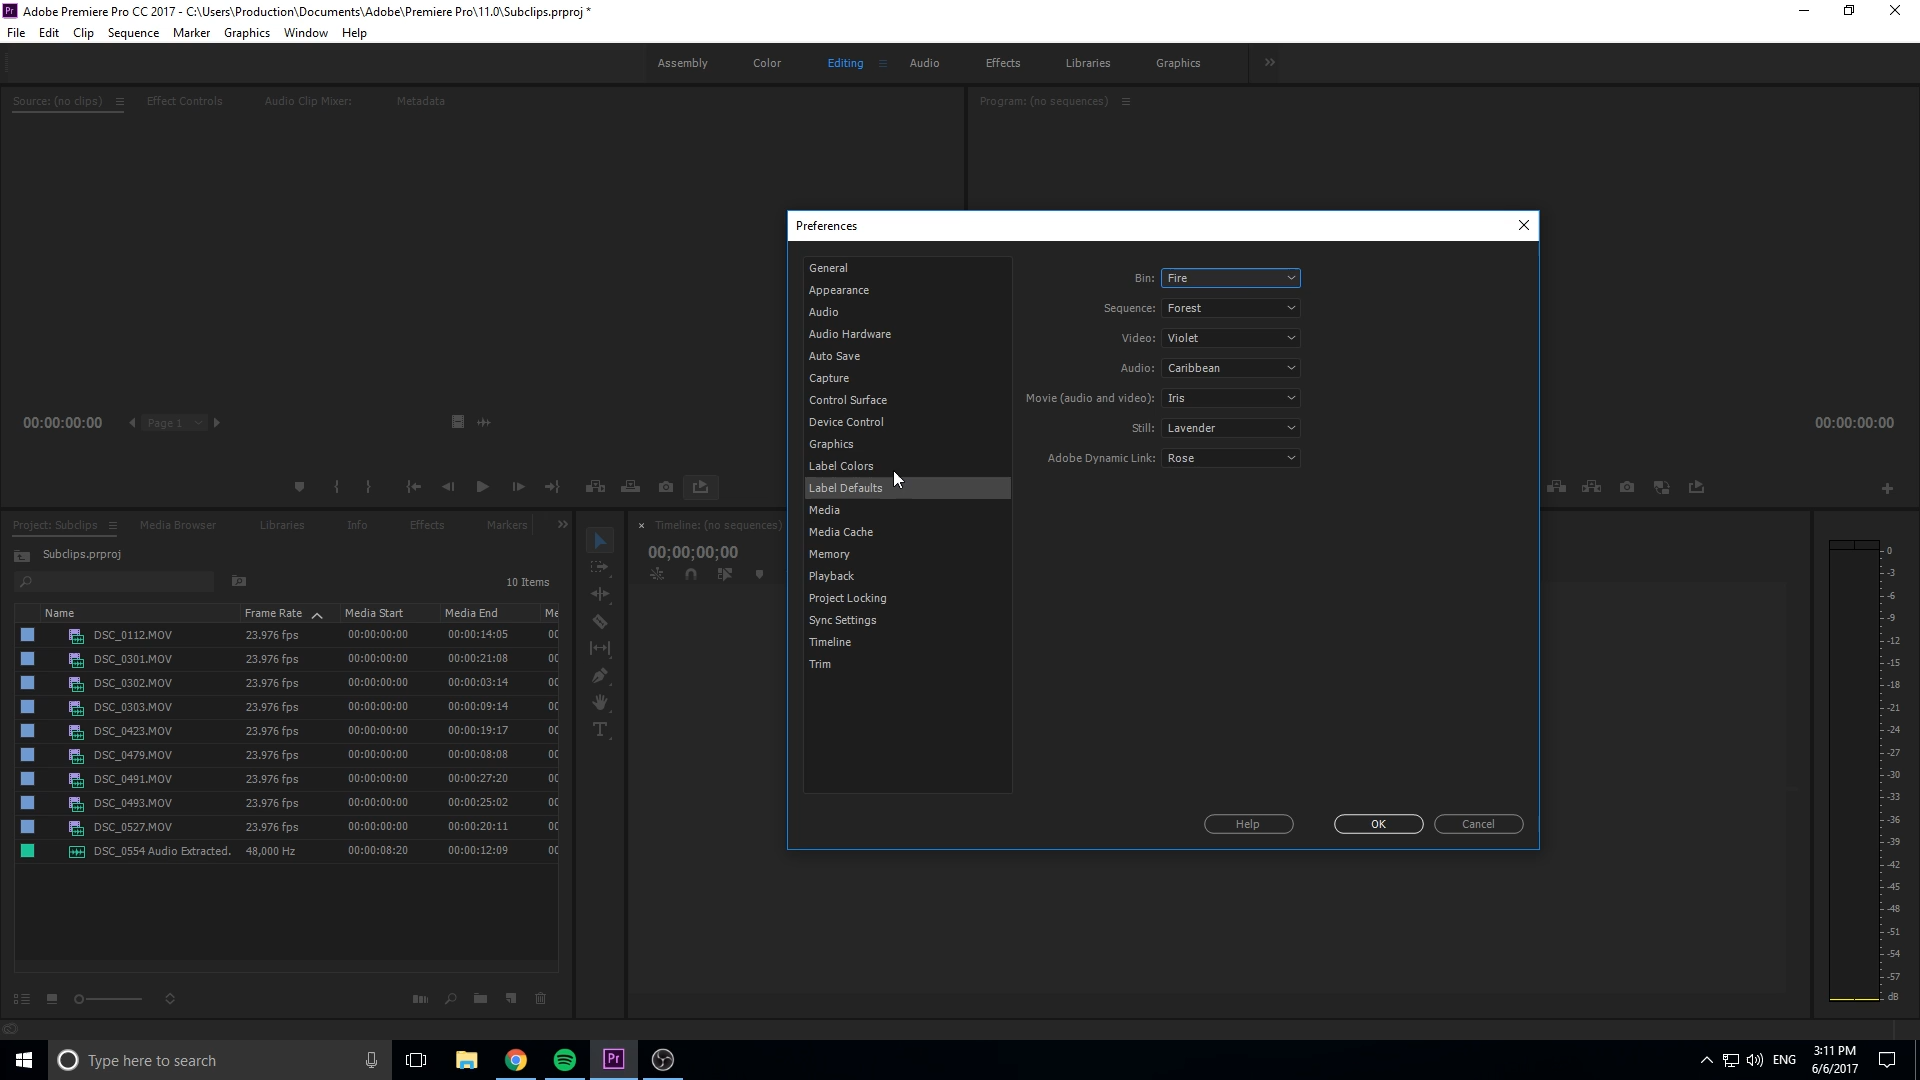 Pr Adobe Premiere Pro CC 2017 - C:\Users\Production\Documents\Adobe\Premiere Pro\11.0\Subclips.prproj *
File Edit Clip Sequence Marker Graphics Window Help
Assembly Color Editing Audio Effects Libraries Graphics
Source: (no clips) Effect Controls Audio Clip Mixer: Metadata
Program: (no sequences)
Preferences
General
Appearance
Audio
Audio Hardware
Auto Save
Capture
Control Surface
Device Control
Graphics
Label Colors
Label Defaults
Media
Media Cache
Memory
Playback
Project Locking
Sync Settings
Timeline
Trim
Bin: Fire
Sequence: Forest
Video: Violet
Audio: Caribbean
Movie (audio and video): Iris
Still: Lavender
Adobe Dynamic Link: Rose
Help OK Cancel
00:00:00:00 Page 1
00:00:00:00
Project: Subclips Media Browser Libraries Info Effects Markers
Subclips.prproj
10 Items
Name Frame Rate Media Start Media End Me
DSC_0112.MOV 23.976 fps 00:00:00:00 00:00:14:05 00
DSC_0301.MOV 23.976 fps 00:00:00:00 00:00:21:08 00
DSC_0302.MOV 23.976 fps 00:00:00:00 00:00:03:14 00
DSC_0303.MOV 23.976 fps 00:00:00:00 00:00:09:14 00
DSC_0423.MOV 23.976 fps 00:00:00:00 00:00:19:17 00
DSC_0479.MOV 23.976 fps 00:00:00:00 00:00:08:08 00
DSC_0491.MOV 23.976 fps 00:00:00:00 00:00:27:20 00
DSC_0493.MOV 23.976 fps 00:00:00:00 00:00:25:02 00
DSC_0527.MOV 23.976 fps 00:00:00:00 00:00:20:11 00
DSC_0554 Audio Extracted. 48,000 Hz 00:00:08:20 00:00:12:09 00
Timeline: (no sequences)
00;00;00;00
0
-3
-6
-9
-12
-15
-18
-21
-24
-27
-30
-33
-36
-39
-42
-45
-48
-51
-54
-57
dB
Type here to search
Pr
ENG
3:11 PM
6/6/2017